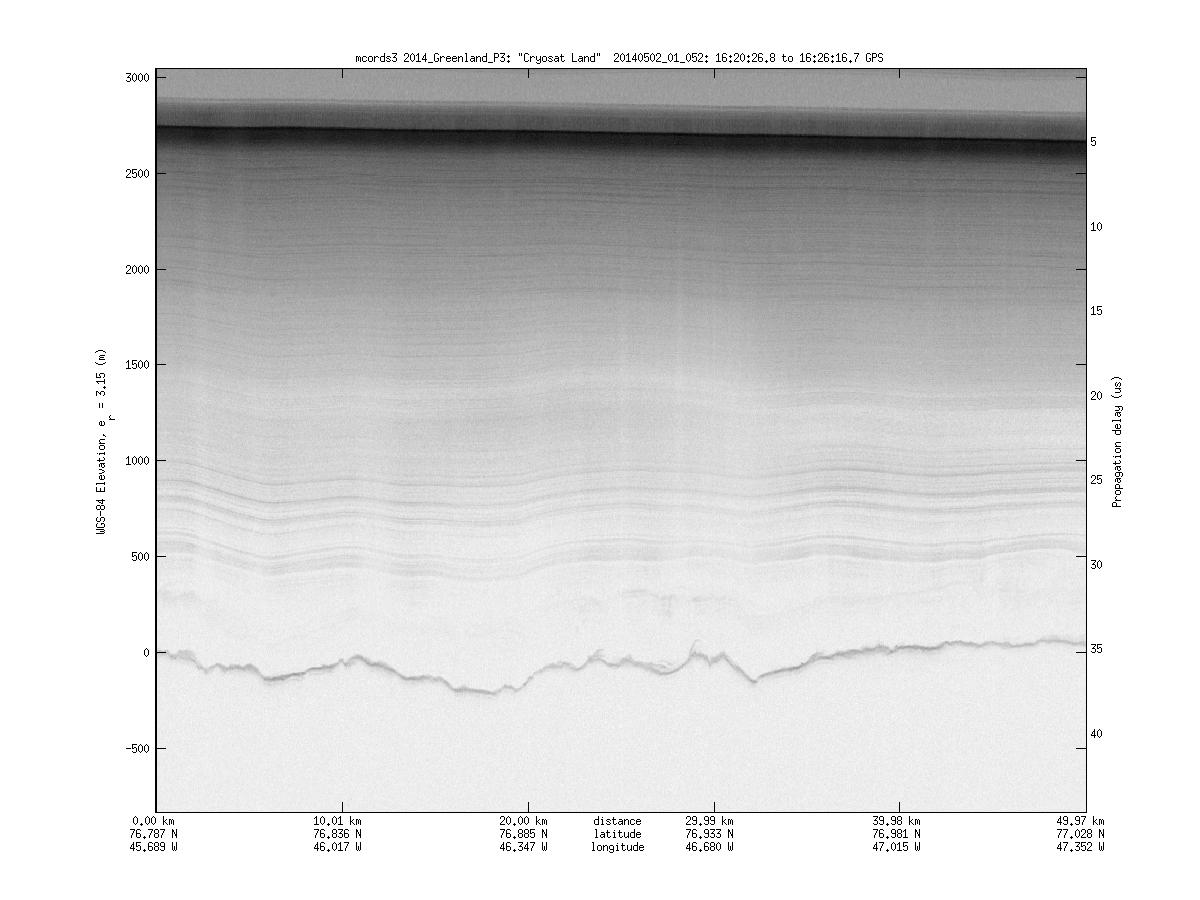 mcords3 2014_Greenland_P3: "Cryosat Land" 20140502_01_052: 16:20:26.8 to 16:26:16.7 GPS
3000
2500
2000
1500
1000
500
0
-500
WGS-84 Elevation, e_r = 3.15 (m)
5
10
15
20
25
30
35
40
Propagation delay (us)
0.00 km 10.01 km 20.00 km distance 29.99 km 39.98 km 49.97 km
76.787 N 76.836 N 76.885 N latitude 76.933 N 76.981 N 77.028 N
45.689 W 46.017 W 46.347 W longitude 46.680 W 47.015 W 47.352 W